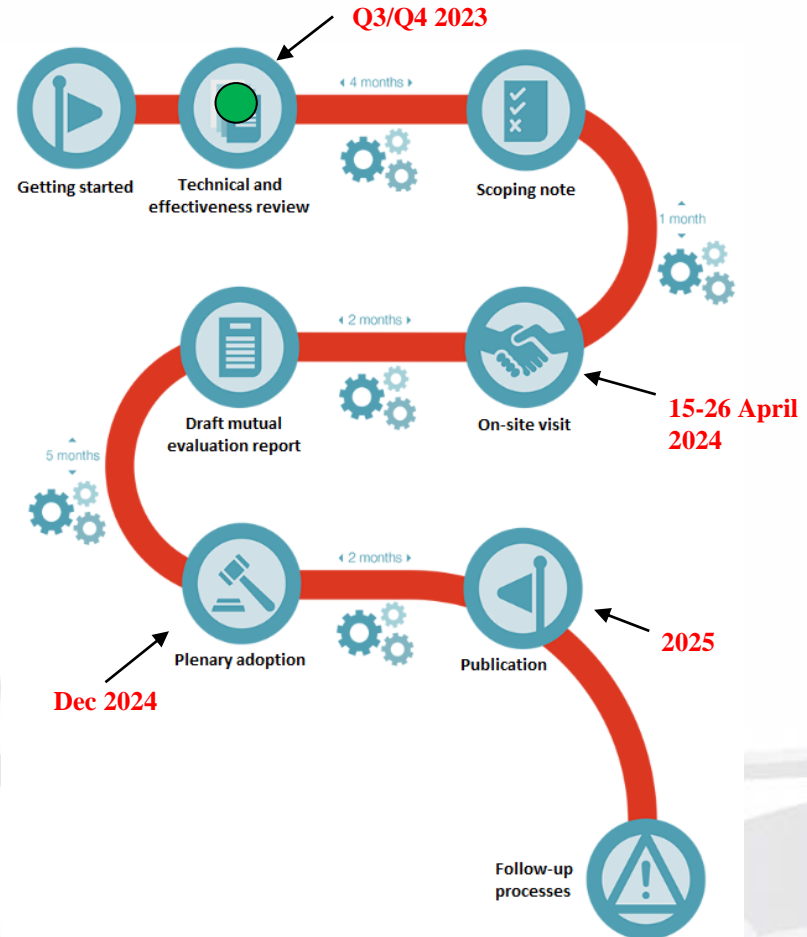 Q3/Q4 2023
4 months
Getting started
Technical and
effectiveness review
Scoping note
1 month
2 months
Draft mutual
evaluation report
On-site visit
15-26 April
2024
5 months
2 months
Plenary adoption
Publication
2025
Dec 2024
Follow-up
processes